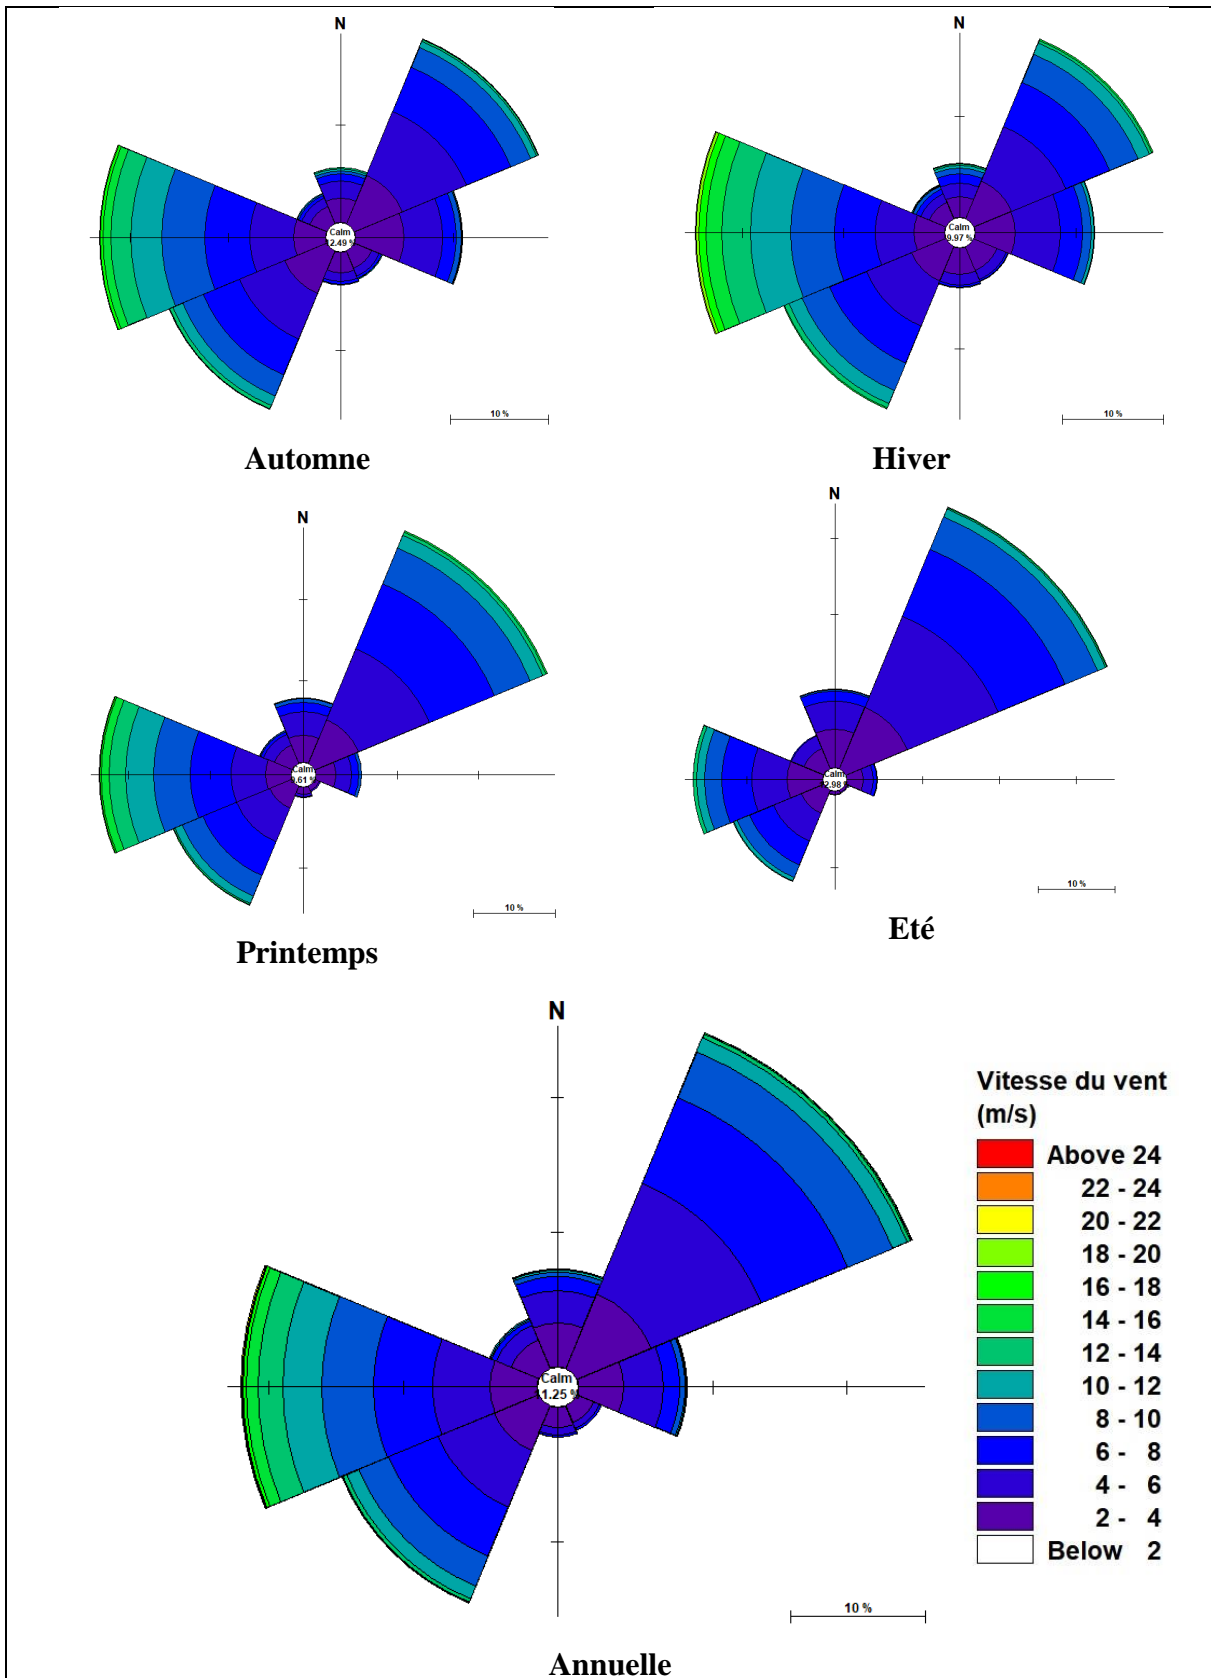 N
Calm
2.49 %
10 %
Automne
N
Calm
9.97 %
10 %
Hiver
N
Calm
9.61 %
10 %
Printemps
N
Calm
2.98
10 %
Eté
N
Calm
1.25 %
10 %
Annuelle
Vitesse du vent
(m/s)
Above 24
22 - 24
20 - 22
18 - 20
16 - 18
14 - 16
12 - 14
10 - 12
8 - 10
6 - 8
4 - 6
2 - 4
Below 2